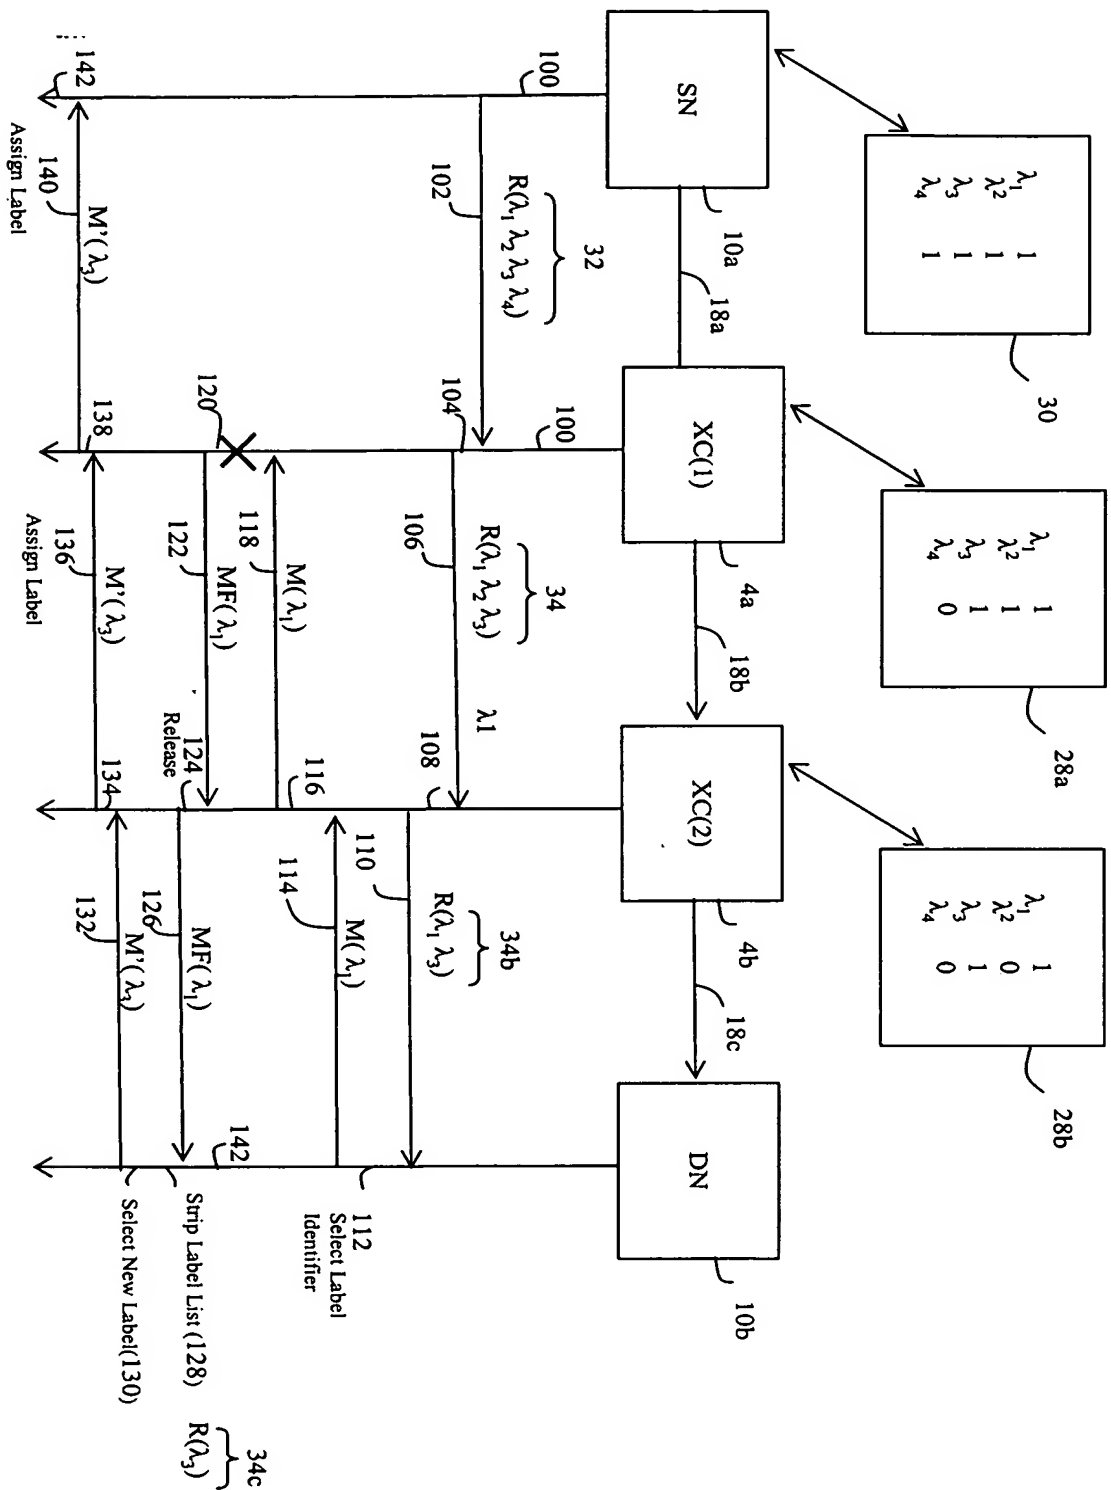 λ₁ 1
λ2 1
λ₃ 1
λ₄ 1
30
λ₁ 1
λ2 1
λ₃ 1
λ₄ 0
28a
λ₁ 1
λ2 0
λ₃ 1
λ₄ 0
28b
SN
10a
18a
XC(1)
4a
18b
XC(2)
4b
18c
DN
10b
100
100
32
R(λ₁ λ₂ λ₃ λ₄)
102
104
34
R(λ₁ λ₂ λ₃)
106
λ1
108
34b
R(λ₁ λ₃)
110
112
Select Label
Identifier
M(λ₁)
114
116
M(λ₁)
118
120
MF(λ₁)
122
124
Release
MF(λ₁)
126
142
Strip Label List (128)
34c
R(λ₃)
Select New Label(130)
M'(λ₃)
132
134
M'(λ₃)
136
Assign Label
138
M'(λ₃)
140
Assign Label
142